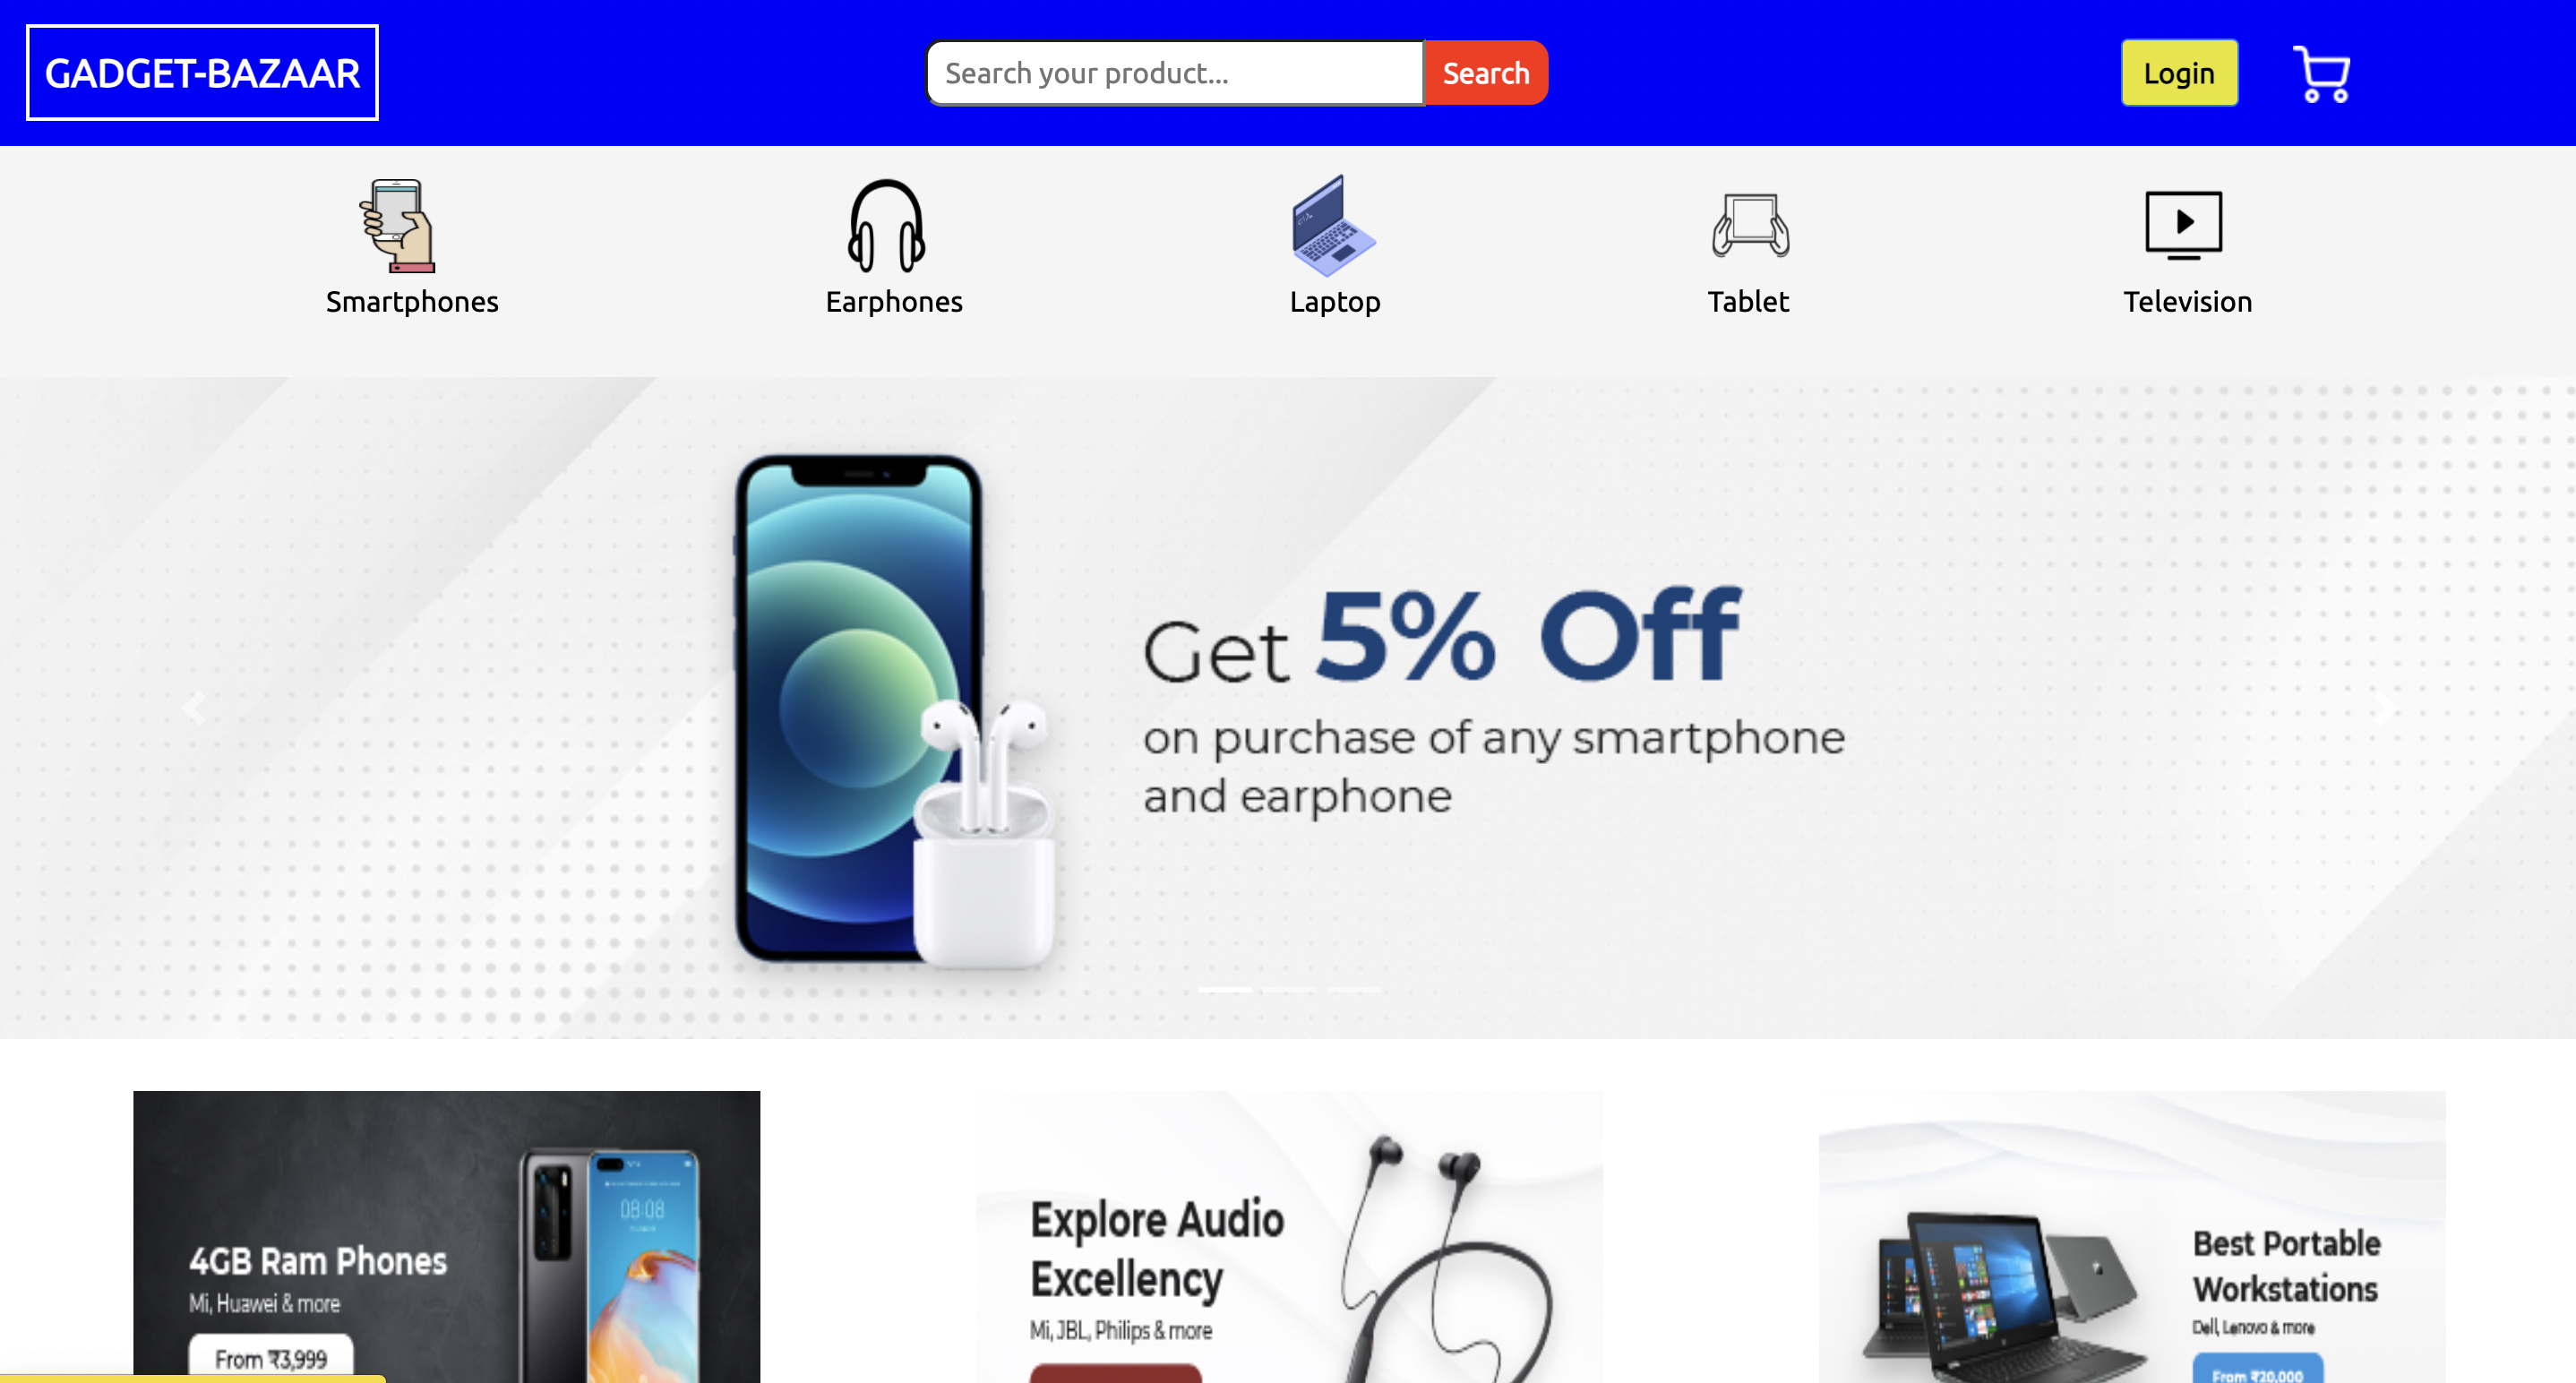 GADGET-BAZAAR
Search your product...
Search
Login
Smartphones
Earphones
Laptop
Tablet
Television
Get 5% Off
on purchase of any smartphone
and earphone
4GB Ram Phones
Mi, Huawei & more
From ₹3,999
08:08
Explore Audio
Excellency
Mi, JBL, Philips & more
Best Portable
Workstations
Dell, Lenovo & more
From ₹20,000